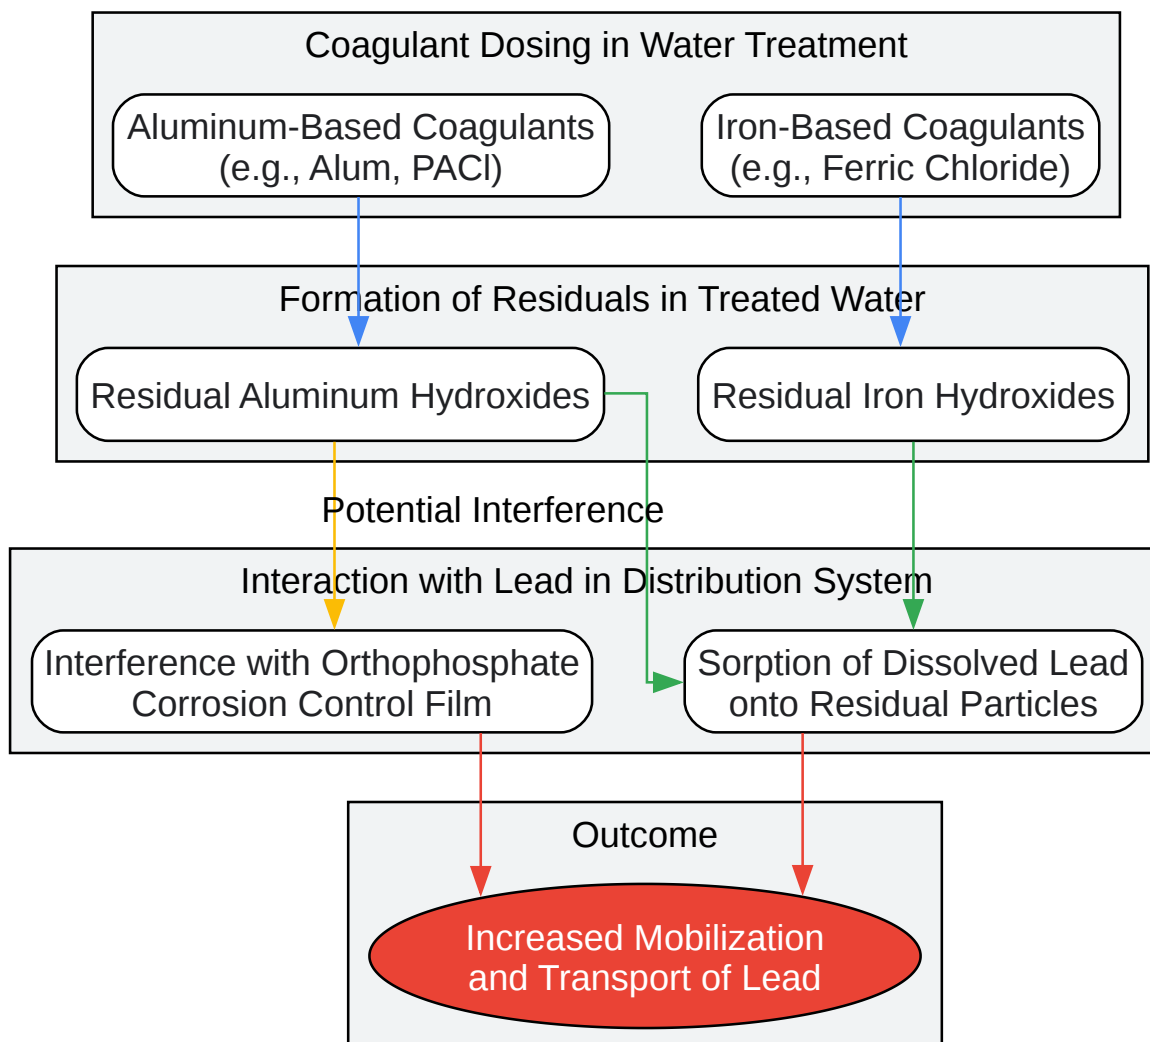 Coagulant Dosing in Water Treatment
Aluminum-Based Coagulants
(e.g., Alum, PACl)
Iron-Based Coagulants
(e.g., Ferric Chloride)
Formation of Residuals in Treated Water
Residual Aluminum Hydroxides
Residual Iron Hydroxides
Potential Interference
Interaction with Lead in Distribution System
Interference with Orthophosphate
Corrosion Control Film
Sorption of Dissolved Lead
onto Residual Particles
Outcome
Increased Mobilization
and Transport of Lead